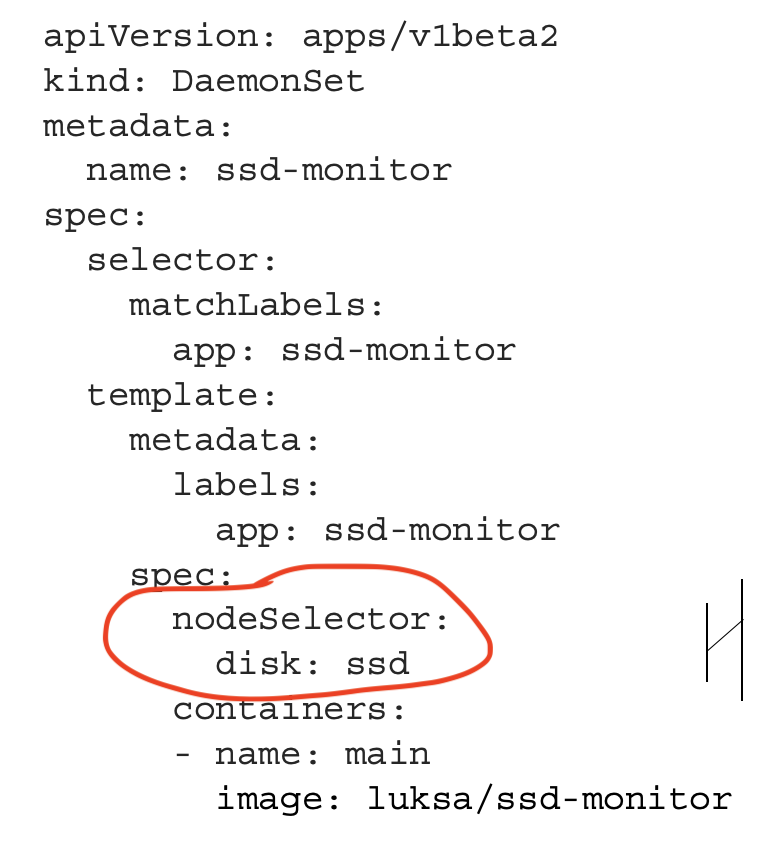 apiVersion: apps/v1beta2
kind: DaemonSet
metadata:
  name: ssd-monitor
spec:
  selector:
    matchLabels:
      app: ssd-monitor
  template:
    metadata:
      labels:
        app: ssd-monitor
    spec:
      nodeSelector:
        disk: ssd
      containers:
      - name: main
        image: luksa/ssd-monitor